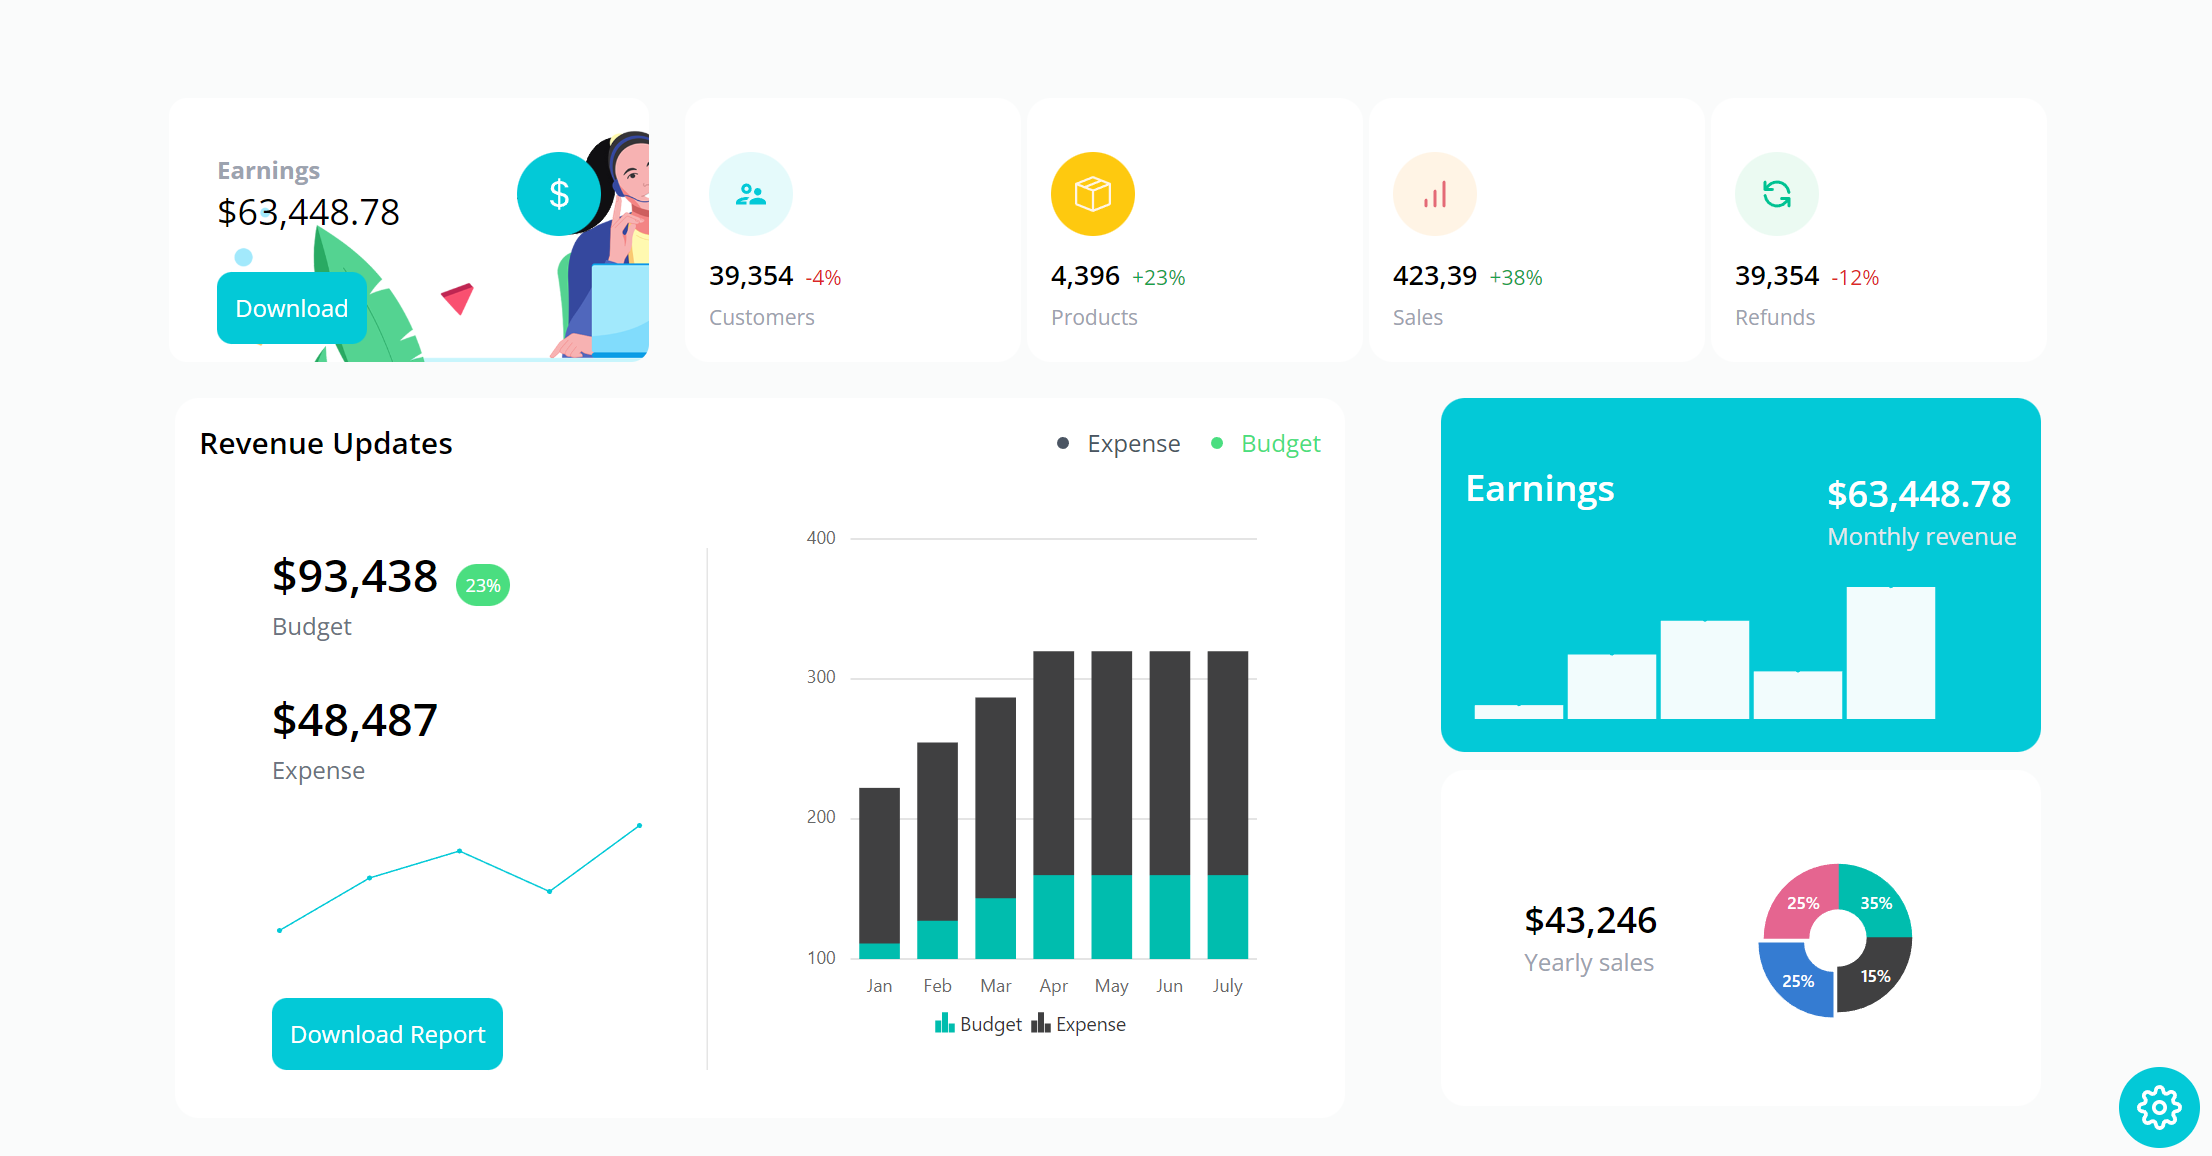 Earnings
$63,448.78
$
Download
39,354 -4%
Customers
4,396 +23%
Products
423,39 +38%
Sales
39,354 -12%
Refunds
Revenue Updates
Expense
Budget
$93,438 23%
Budget
$48,487
Expense
Download Report
400
300
200
100
Jan Feb Mar Apr May Jun July
Budget Expense
Earnings
$63,448.78
Monthly revenue
$43,246
Yearly sales
25% 35%
25% 15%